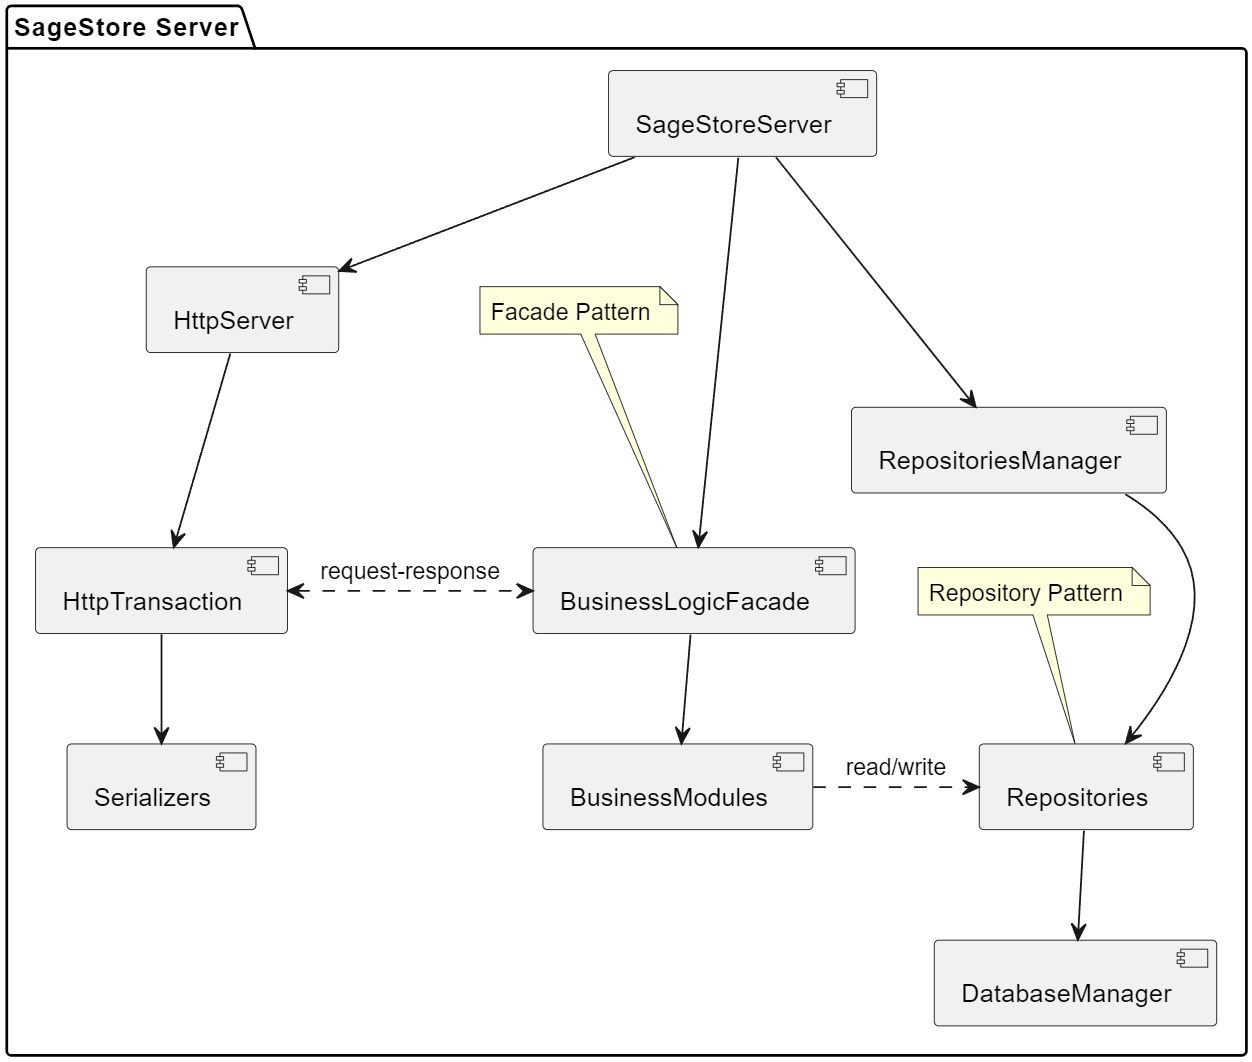 SageStore Server
SageStoreServer
HttpServer
Facade Pattern
RepositoriesManager
HttpTransaction
request-response
BusinessLogicFacade
Repository Pattern
Serializers
BusinessModules
read/write
Repositories
DatabaseManager